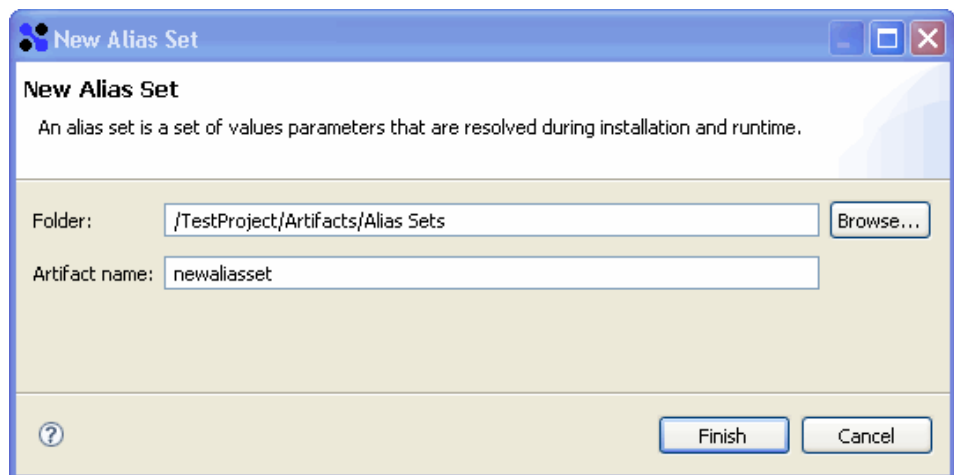 New Alias Set
New Alias Set
An alias set is a set of values parameters that are resolved during installation and runtime.
Folder: /TestProject/Artifacts/Alias Sets Browse...
Artifact name: newaliasset
? Finish Cancel